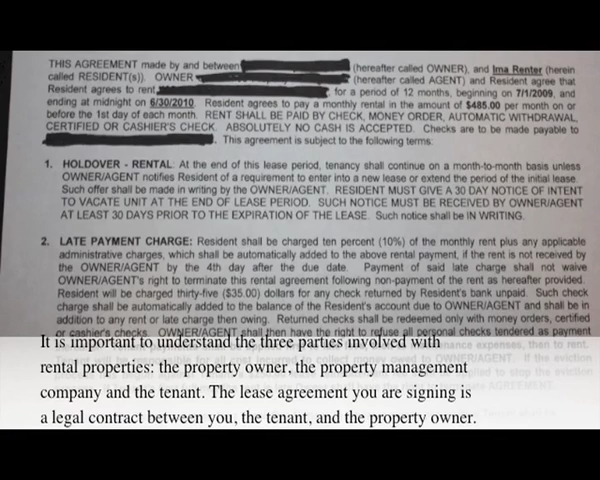 THIS AGREEMENT made by and between (hereafter called OWNER), and Ima Renter (herein
called RESIDENT(s)). OWNER (hereafter called AGENT) and Resident agree that
Resident agrees to rent, for a period of 12 months, beginning on 7/1/2009, and
ending at midnight on 6/30/2010. Resident agrees to pay a monthly rental in the amount of $485.00 per month on or
before the 1st day of each month. RENT SHALL BE PAID BY CHECK, MONEY ORDER, AUTOMATIC WITHDRAWAL,
CERTIFIED OR CASHIER'S CHECK. ABSOLUTELY NO CASH IS ACCEPTED. Checks are to be made payable to
. This agreement is subject to the following terms:
1. HOLDOVER - RENTAL: At the end of this lease period, tenancy shall continue on a month-to-month basis unless
OWNER/AGENT notifies Resident of a requirement to enter into a new lease or extend the period of the initial lease.
Such offer shall be made in writing by the OWNER/AGENT. RESIDENT MUST GIVE A 30 DAY NOTICE OF INTENT
TO VACATE UNIT AT THE END OF LEASE PERIOD. SUCH NOTICE MUST BE RECEIVED BY OWNER/AGENT
AT LEAST 30 DAYS PRIOR TO THE EXPIRATION OF THE LEASE. Such notice shall be IN WRITING.
2. LATE PAYMENT CHARGE: Resident shall be charged ten percent (10%) of the monthly rent plus any applicable
administrative charges, which shall be automatically added to the above rental payment, if the rent is not received by
the OWNER/AGENT by the 4th day after the due date. Payment of said late charge shall not waive
OWNER/AGENT's right to terminate this rental agreement following non-payment of the rent as hereafter provided.
Resident will be charged thirty-five ($35.00) dollars for any check returned by Resident's bank unpaid. Such check
charge shall be automatically added to the balance of the Resident's account due to OWNER/AGENT and shall be in
addition to any rent or late charge then owing. Returned checks shall be redeemed only with money orders, certified
or cashier's checks. OWNER/AGENT shall then have the right to refuse all personal checks tendered as payment
It is important to understand the three parties involved with
rental properties: the property owner, the property management
company and the tenant. The lease agreement you are signing is
a legal contract between you, the tenant, and the property owner.